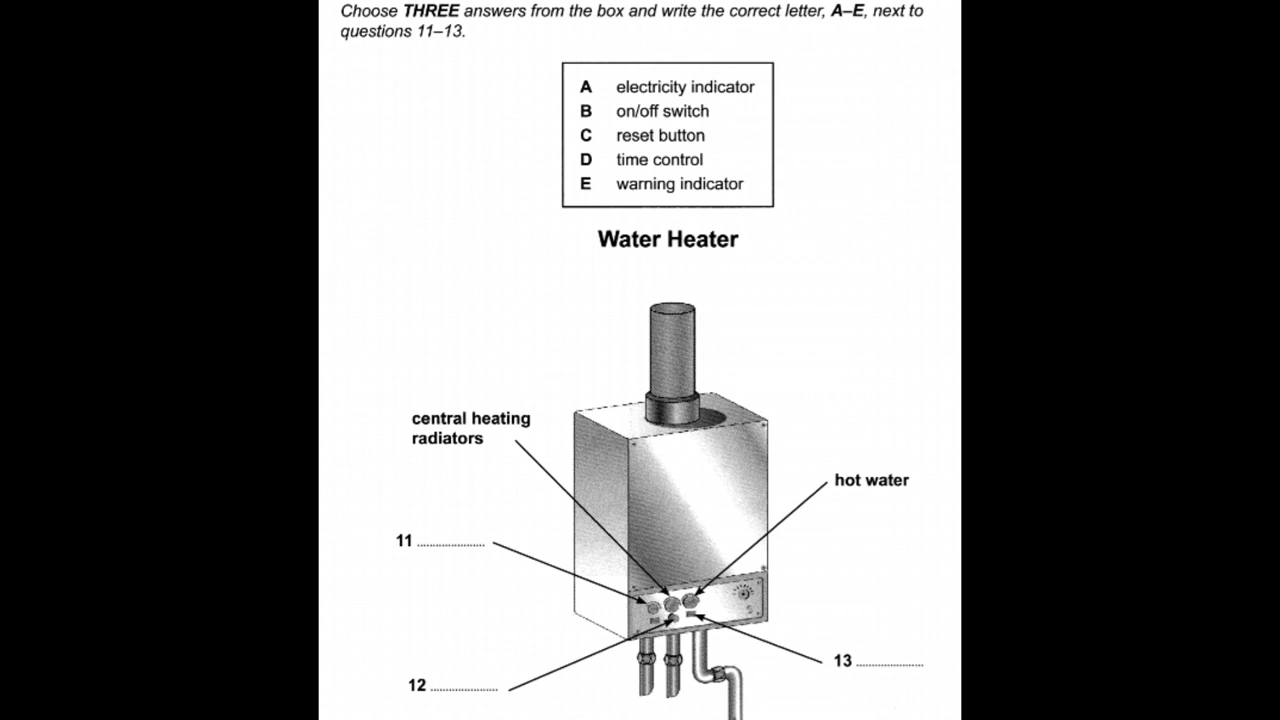 Choose THREE answers from the box and write the correct letter, A–E, next to
questions 11–13.
A electricity indicator
B on/off switch
C reset button
D time control
E warning indicator
Water Heater
central heating
radiators
hot water
11 ......................
12 ......................
13 ......................